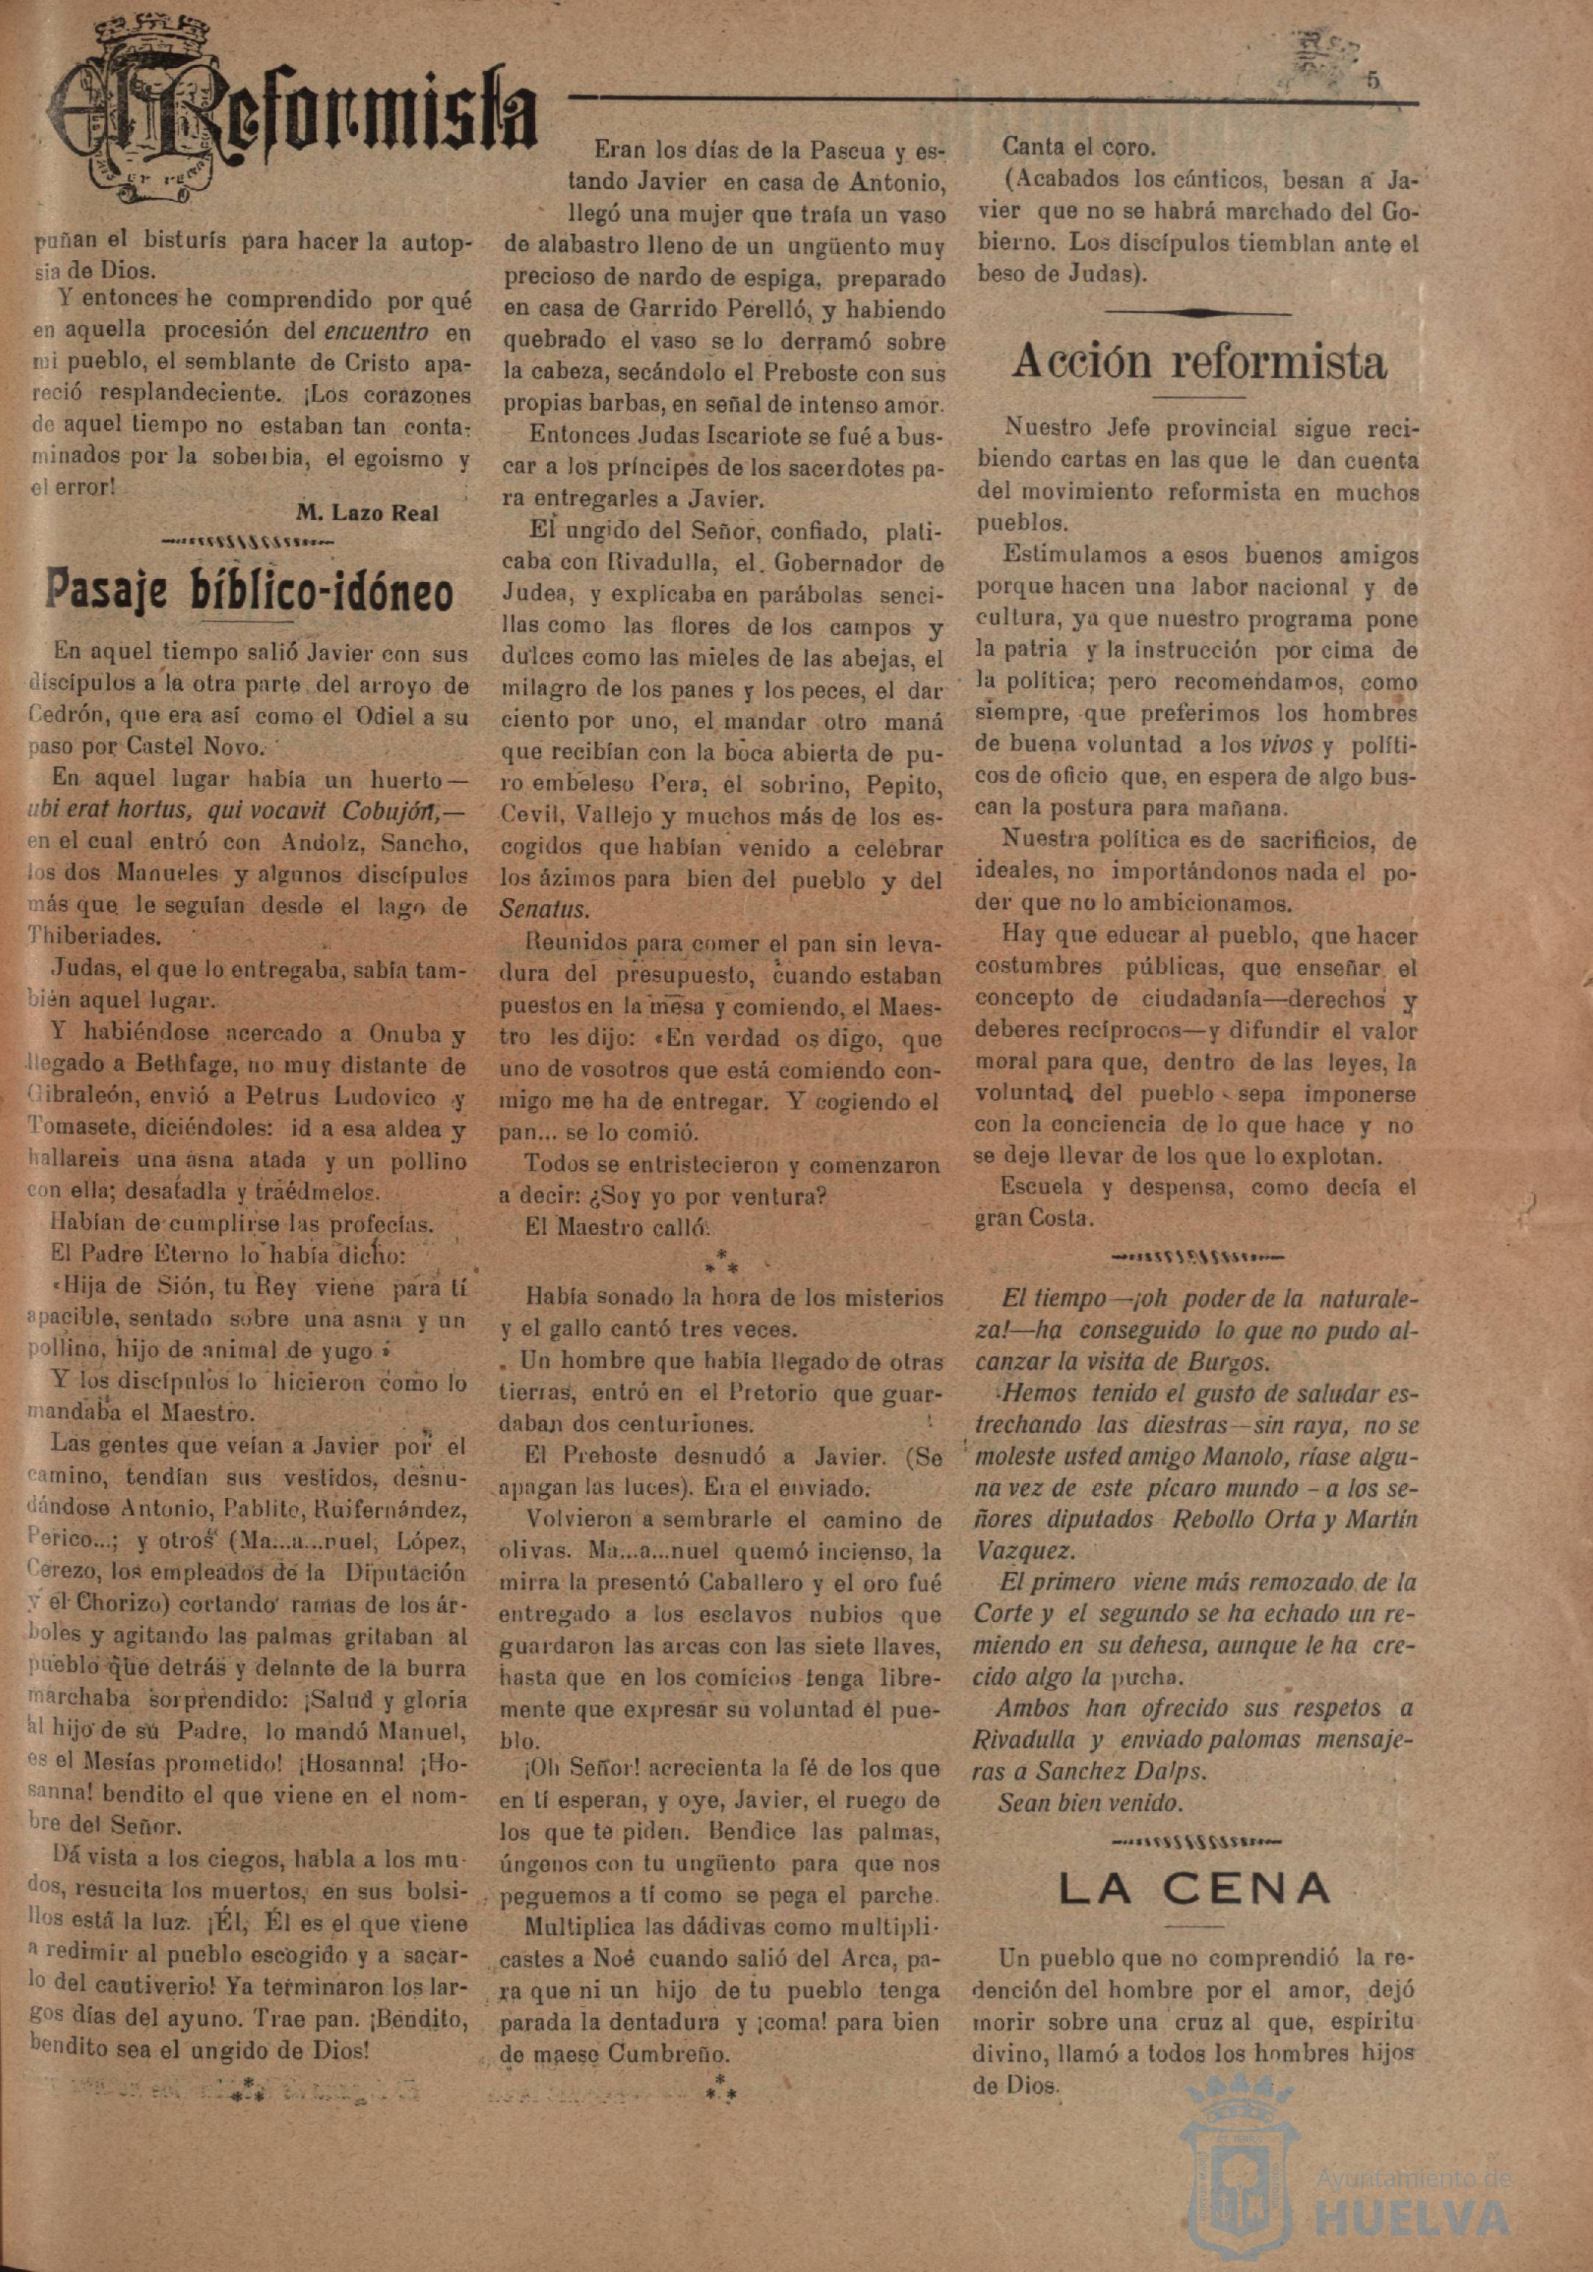 El Reformista
5
puñan el bisturís para hacer la autop-
sia de Dios.
Y entonces he comprendido por qué
en aquella procesión del encuentro en
mi pueblo, el semblante de Cristo apa-
reció resplandeciente. ¡Los corazones
de aquel tiempo no estaban tan conta-
minados por la soberbia, el egoismo y
el error!
M. Lazo Real
Pasaje bíblico-idóneo
En aquel tiempo salió Javier con sus
discípulos a la otra parte del arroyo de
Cedrón, que era así como el Odiel a su
paso por Castel Novo.
En aquel lugar había un huerto—
ubi erat hortus, qui vocavit Cobujón,—
en el cual entró con Andolz, Sancho,
los dos Manueles y algunos discípulos
más que le seguían desde el lago de
Thiberiades.
Judas, el que lo entregaba, sabía tam-
bién aquel lugar.
Y habiéndose acercado a Onuba y
llegado a Bethfage, no muy distante de
Gibraleón, envió a Petrus Ludovico y
Tomasete, diciéndoles: id a esa aldea y
hallareis una asna atada y un pollino
con ella; desatadla y traédmelos.
Habían de cumplirse las profecías.
El Padre Eterno lo había dicho:
«Hija de Sión, tu Rey viene para tí
apacible, sentado sobre una asna y un
pollino, hijo de animal de yugo»
Y los discípulos lo hicieron como lo
mandaba el Maestro.
Las gentes que veían a Javier por el
camino, tendían sus vestidos, desnu-
dándose Antonio, Pablito, Ruifernández,
Perico...; y otros (Ma...a...nuel, López,
Cerezo, los empleados de la Diputación
y el Chorizo) cortando ramas de los ár-
boles y agitando las palmas gritaban al
pueblo que detrás y delante de la burra
marchaba sorprendido: ¡Salud y gloria
al hijo de su Padre, lo mandó Manuel,
es el Mesías prometido! ¡Hosanna! ¡Ho-
sanna! bendito el que viene en el nom-
bre del Señor.
Dá vista a los ciegos, habla a los mu-
dos, resucita los muertos, en sus bolsi-
llos está la luz. ¡Él, Él es el que viene
a redimir al pueblo escogido y a sacar-
lo del cautiverio! Ya terminaron los lar-
gos días del ayuno. Trae pan. ¡Bendito,
bendito sea el ungido de Dios!
***
Eran los días de la Pascua y es-
tando Javier en casa de Antonio,
llegó una mujer que traía un vaso
de alabastro lleno de un ungüento muy
precioso de nardo de espiga, preparado
en casa de Garrido Perelló, y habiendo
quebrado el vaso se lo derramó sobre
la cabeza, secándolo el Preboste con sus
propias barbas, en señal de intenso amor.
Entonces Judas Iscariote se fué a bus-
car a los príncipes de los sacerdotes pa-
ra entregarles a Javier.
El ungido del Señor, confiado, plati-
caba con Rivadulla, el Gobernador de
Judea, y explicaba en parábolas senci-
llas como las flores de los campos y
dulces como las mieles de las abejas, el
milagro de los panes y los peces, el dar
ciento por uno, el mandar otro maná
que recibían con la boca abierta de pu-
ro embeleso Pera, el sobrino, Pepito,
Cevil, Vallejo y muchos más de los es-
cogidos que habían venido a celebrar
los ázimos para bien del pueblo y del
Senatus.
Reunidos para comer el pan sin leva-
dura del presupuesto, cuando estaban
puestos en la mesa y comiendo, el Maes-
tro les dijo: «En verdad os digo, que
uno de vosotros que está comiendo con-
migo me ha de entregar. Y cogiendo el
pan... se lo comió.
Todos se entristecieron y comenzaron
a decir: ¿Soy yo por ventura?
El Maestro calló.
***
Había sonado la hora de los misterios
y el gallo cantó tres veces.
Un hombre que había llegado de otras
tierras, entró en el Pretorio que guar-
daban dos centuriones.
El Preboste desnudó a Javier. (Se
apagan las luces). Era el enviado.
Volvieron a sembrarle el camino de
olivas. Ma...a...nuel quemó incienso, la
mirra la presentó Caballero y el oro fué
entregado a los esclavos nubios que
guardaron las arcas con las siete llaves,
hasta que en los comicios tenga libre-
mente que expresar su voluntad el pue-
blo.
¡Oh Señor! acrecienta la fé de los que
en tí esperan, y oye, Javier, el ruego de
los que te piden. Bendice las palmas,
úngenos con tu ungüento para que nos
peguemos a tí como se pega el parche.
Multiplica las dádivas como multipli-
castes a Noé cuando salió del Arca, pa-
ra que ni un hijo de tu pueblo tenga
parada la dentadura y ¡coma! para bien
de maese Cumbreño.
***
Canta el coro.
(Acabados los cánticos, besan a Ja-
vier que no se habrá marchado del Go-
bierno. Los discípulos tiemblan ante el
beso de Judas).
Acción reformista
Nuestro Jefe provincial sigue reci-
biendo cartas en las que le dan cuenta
del movimiento reformista en muchos
pueblos.
Estimulamos a esos buenos amigos
porque hacen una labor nacional y de
cultura, ya que nuestro programa pone
la patria y la instrucción por cima de
la política; pero recomendamos, como
siempre, que preferimos los hombres
de buena voluntad a los vivos y políti-
cos de oficio que, en espera de algo bus-
can la postura para mañana.
Nuestra política es de sacrificios, de
ideales, no importándonos nada el po-
der que no lo ambicionamos.
Hay que educar al pueblo, que hacer
costumbres públicas, que enseñar el
concepto de ciudadanía—derechos y
deberes recíprocos—y difundir el valor
moral para que, dentro de las leyes, la
voluntad del pueblo sepa imponerse
con la conciencia de lo que hace y no
se deje llevar de los que lo explotan.
Escuela y despensa, como decía el
gran Costa.
El tiempo—¡oh poder de la naturale-
za!—ha conseguido lo que no pudo al-
canzar la visita de Burgos.
Hemos tenido el gusto de saludar es-
trechando las diestras—sin raya, no se
moleste usted amigo Manolo, ríase algu-
na vez de este pícaro mundo – a los se-
ñores diputados Rebollo Orta y Martín
Vazquez.
El primero viene más remozado de la
Corte y el segundo se ha echado un re-
miendo en su dehesa, aunque le ha cre-
cido algo la pucha.
Ambos han ofrecido sus respetos a
Rivadulla y enviado palomas mensaje-
ras a Sanchez Dalps.
Sean bien venido.
LA CENA
Un pueblo que no comprendió la re-
dención del hombre por el amor, dejó
morir sobre una cruz al que, espíritu
divino, llamó a todos los hombres hijos
de Dios.
Ayuntamiento de
HUELVA